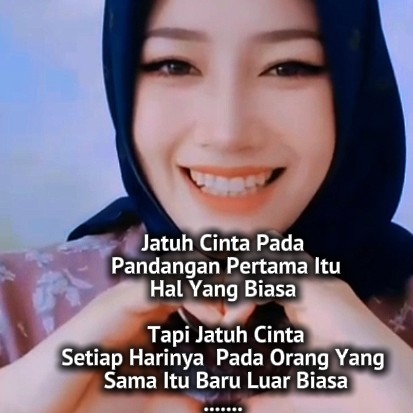 Jatuh Cinta Pada
Pandangan Pertama Itu
Hal Yang Biasa
Tapi Jatuh Cinta
Setiap Harinya Pada Orang Yang
Sama Itu Baru Luar Biasa
.......